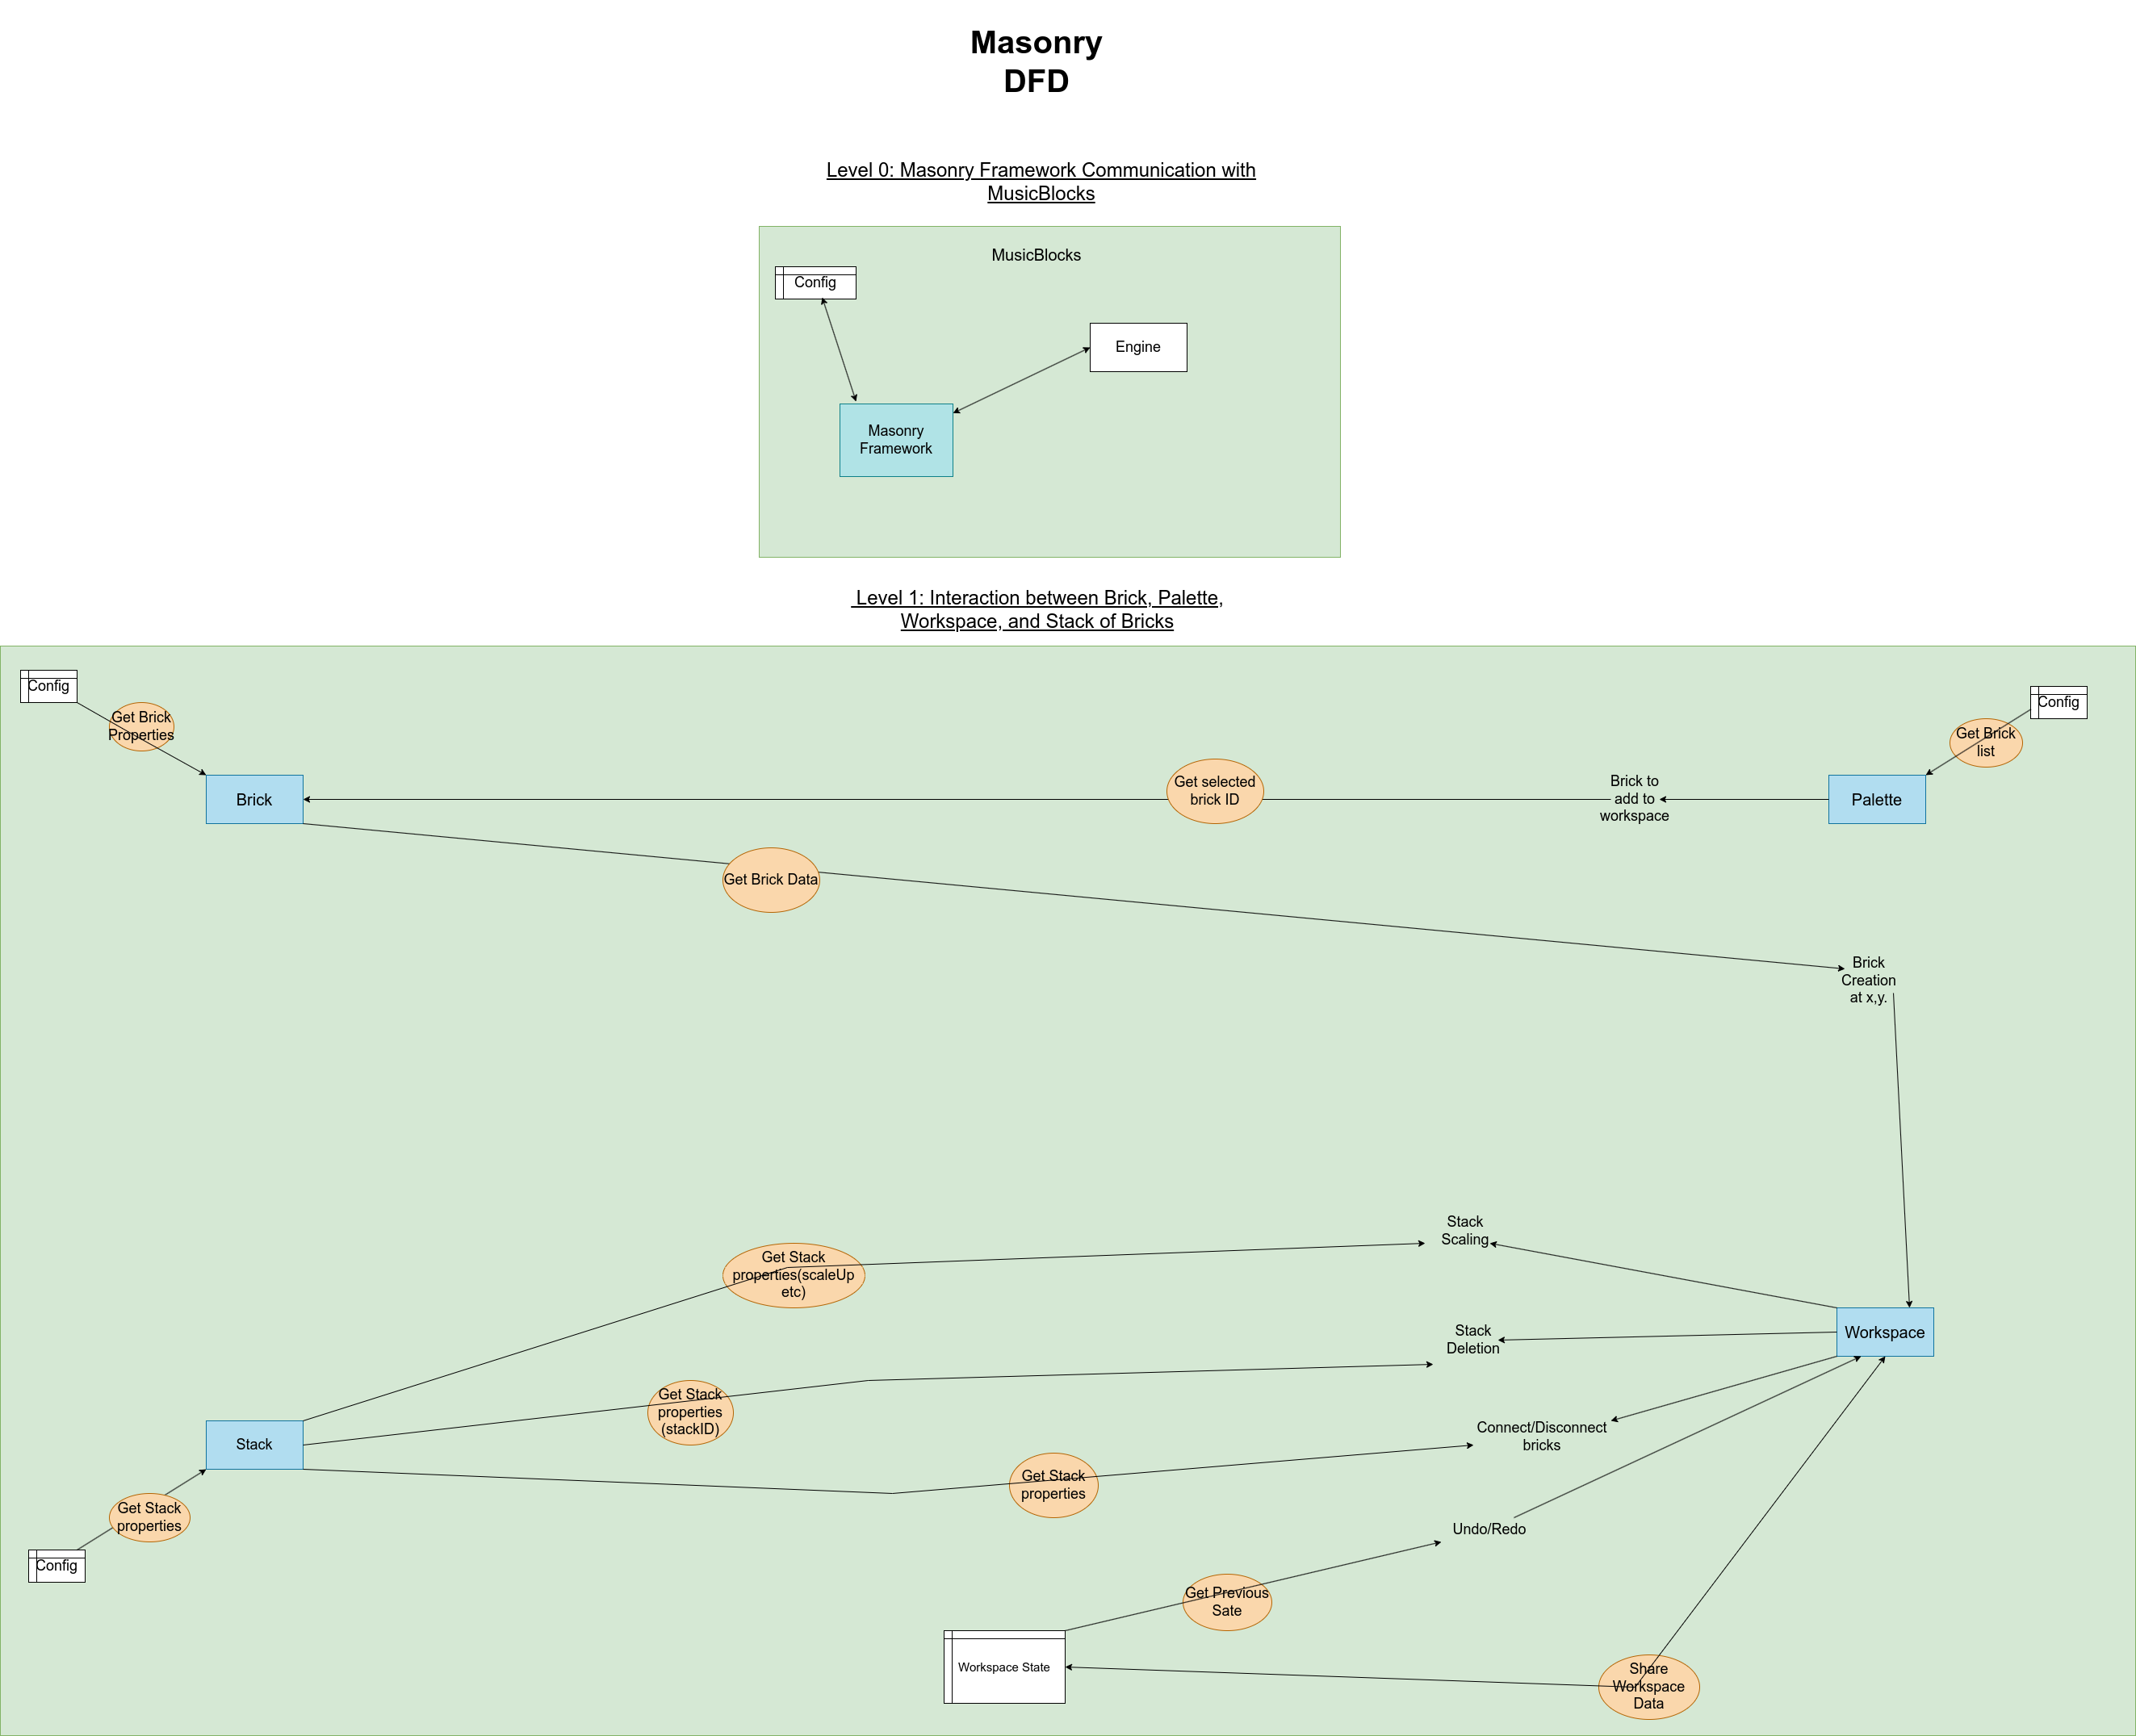 Masonry
DFD
Level 0: Masonry Framework Communication with
MusicBlocks
MusicBlocks
Config
Engine
Masonry
Framework
Level 1: Interaction between Brick, Palette,
Workspace, and Stack of Bricks
Config
Get Brick
Properties
Config
Get Brick
list
Brick
Get selected
brick ID
Brick to
add to
workspace
Palette
Get Brick Data
Brick
Creation
at x,y.
Stack
Scaling
Get Stack
properties(scaleUp
etc)
Stack
Deletion
Workspace
Get Stack
properties
(stackID)
Stack
Connect/Disconnect
bricks
Get Stack
properties
Get Stack
properties
Undo/Redo
Config
Get Previous
Sate
Workspace State
Share
Workspace
Data